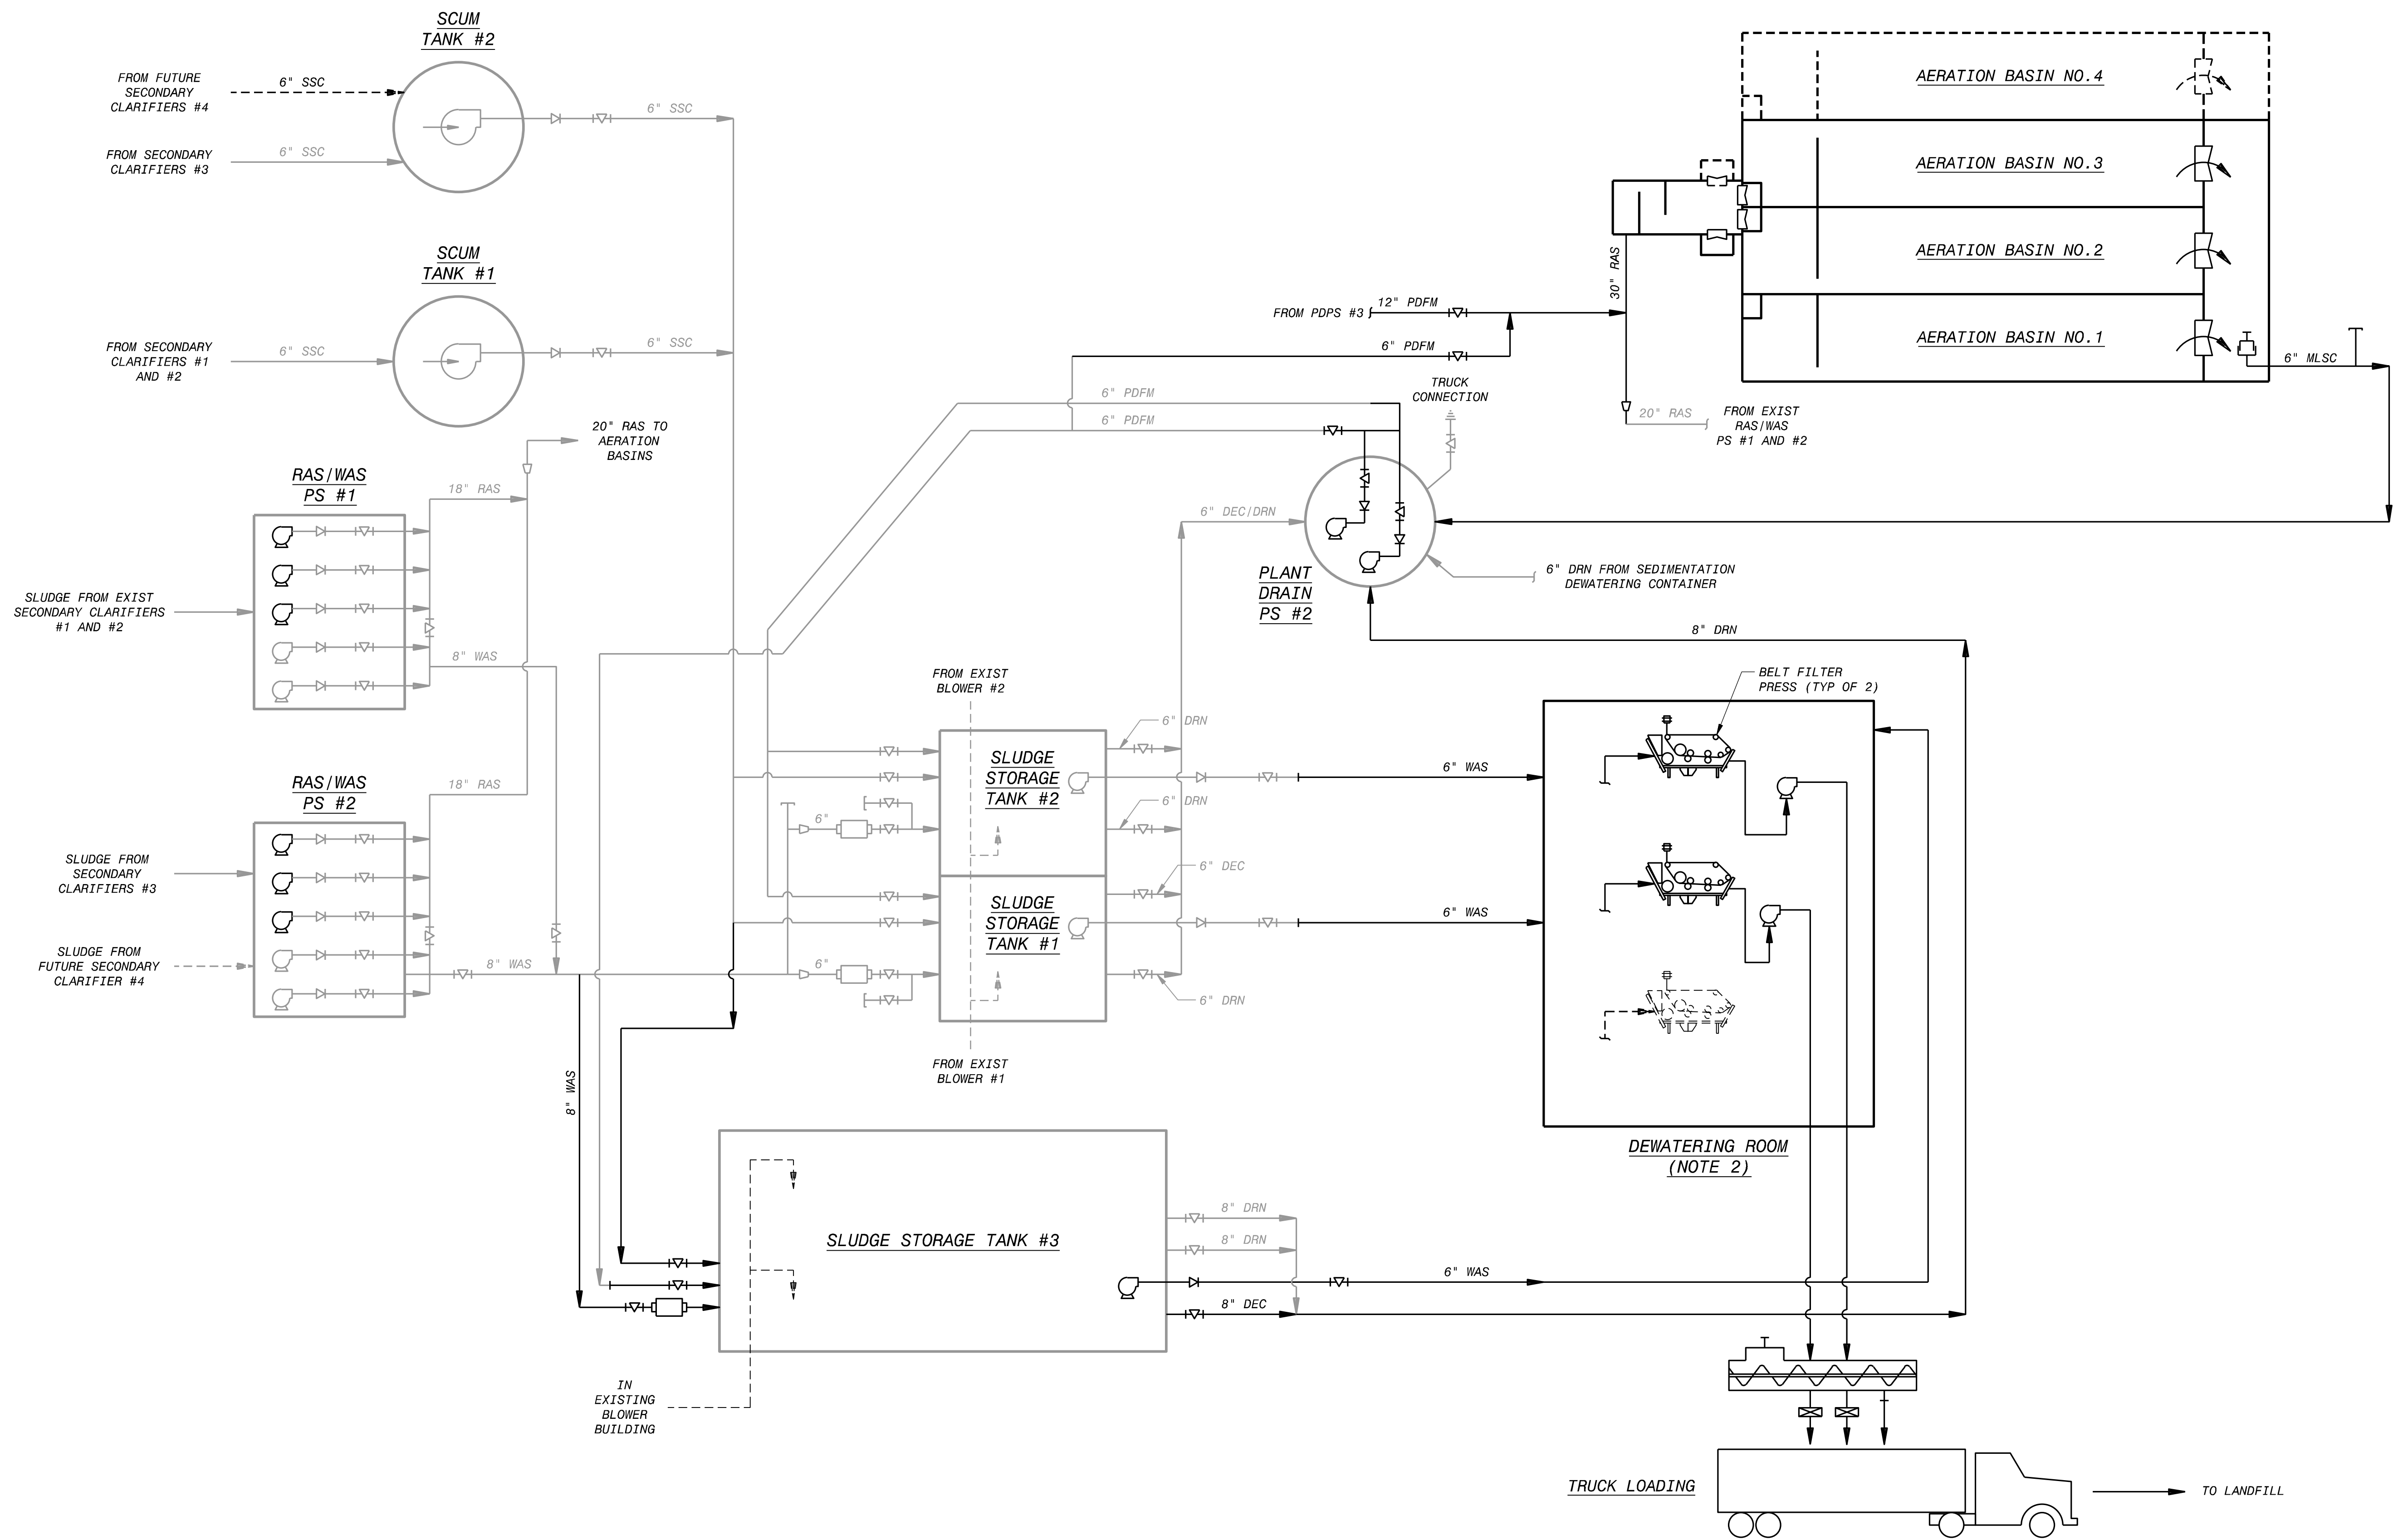 SCUM
TANK #2
FROM FUTURE
SECONDARY
CLARIFIERS #4
6" SSC
6" SSC
FROM SECONDARY
CLARIFIERS #3
6" SSC
SCUM
TANK #1
FROM SECONDARY
CLARIFIERS #1
AND #2
6" SSC
6" SSC
20" RAS TO
AERATION
BASINS
RAS/WAS
PS #1
18" RAS
SLUDGE FROM EXIST
SECONDARY CLARIFIERS
#1 AND #2
8" WAS
RAS/WAS
PS #2
18" RAS
SLUDGE FROM
SECONDARY
CLARIFIERS #3
SLUDGE FROM
FUTURE SECONDARY
CLARIFIER #4
8" WAS
8" WAS
AERATION BASIN NO.4
AERATION BASIN NO.3
AERATION BASIN NO.2
AERATION BASIN NO.1
30" RAS
FROM PDPS #3
12" PDFM
6" PDFM
6" PDFM
6" PDFM
TRUCK
CONNECTION
20" RAS
FROM EXIST
RAS/WAS
PS #1 AND #2
6" MLSC
6" DEC/DRN
PLANT
DRAIN
PS #2
6" DRN FROM SEDIMENTATION
DEWATERING CONTAINER
8" DRN
FROM EXIST
BLOWER #2
BELT FILTER
PRESS (TYP OF 2)
6" DRN
SLUDGE
STORAGE
TANK #2
6" WAS
6" DRN
6"
6" DEC
SLUDGE
STORAGE
TANK #1
6" WAS
6"
6" DRN
FROM EXIST
BLOWER #1
DEWATERING ROOM
(NOTE 2)
8" DRN
8" DRN
SLUDGE STORAGE TANK #3
6" WAS
8" DEC
IN
EXISTING
BLOWER
BUILDING
TRUCK LOADING
TO LANDFILL